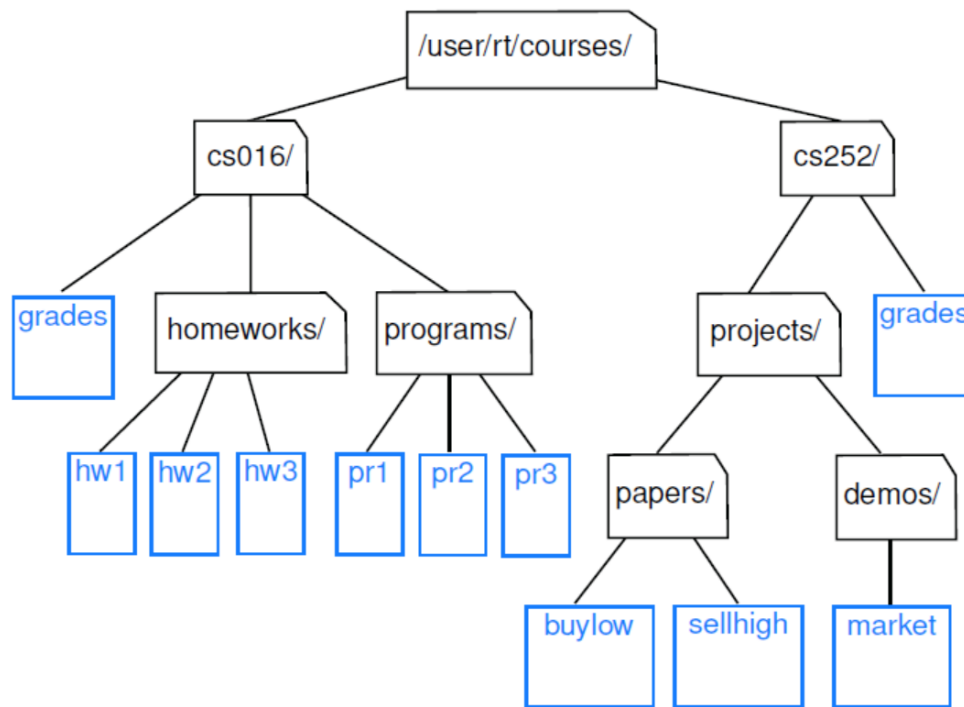 /user/rt/courses/
cs016/
cs252/
grades
homeworks/
programs/
projects/
grades
hw1
hw2
hw3
pr1
pr2
pr3
papers/
demos/
buylow
sellhigh
market